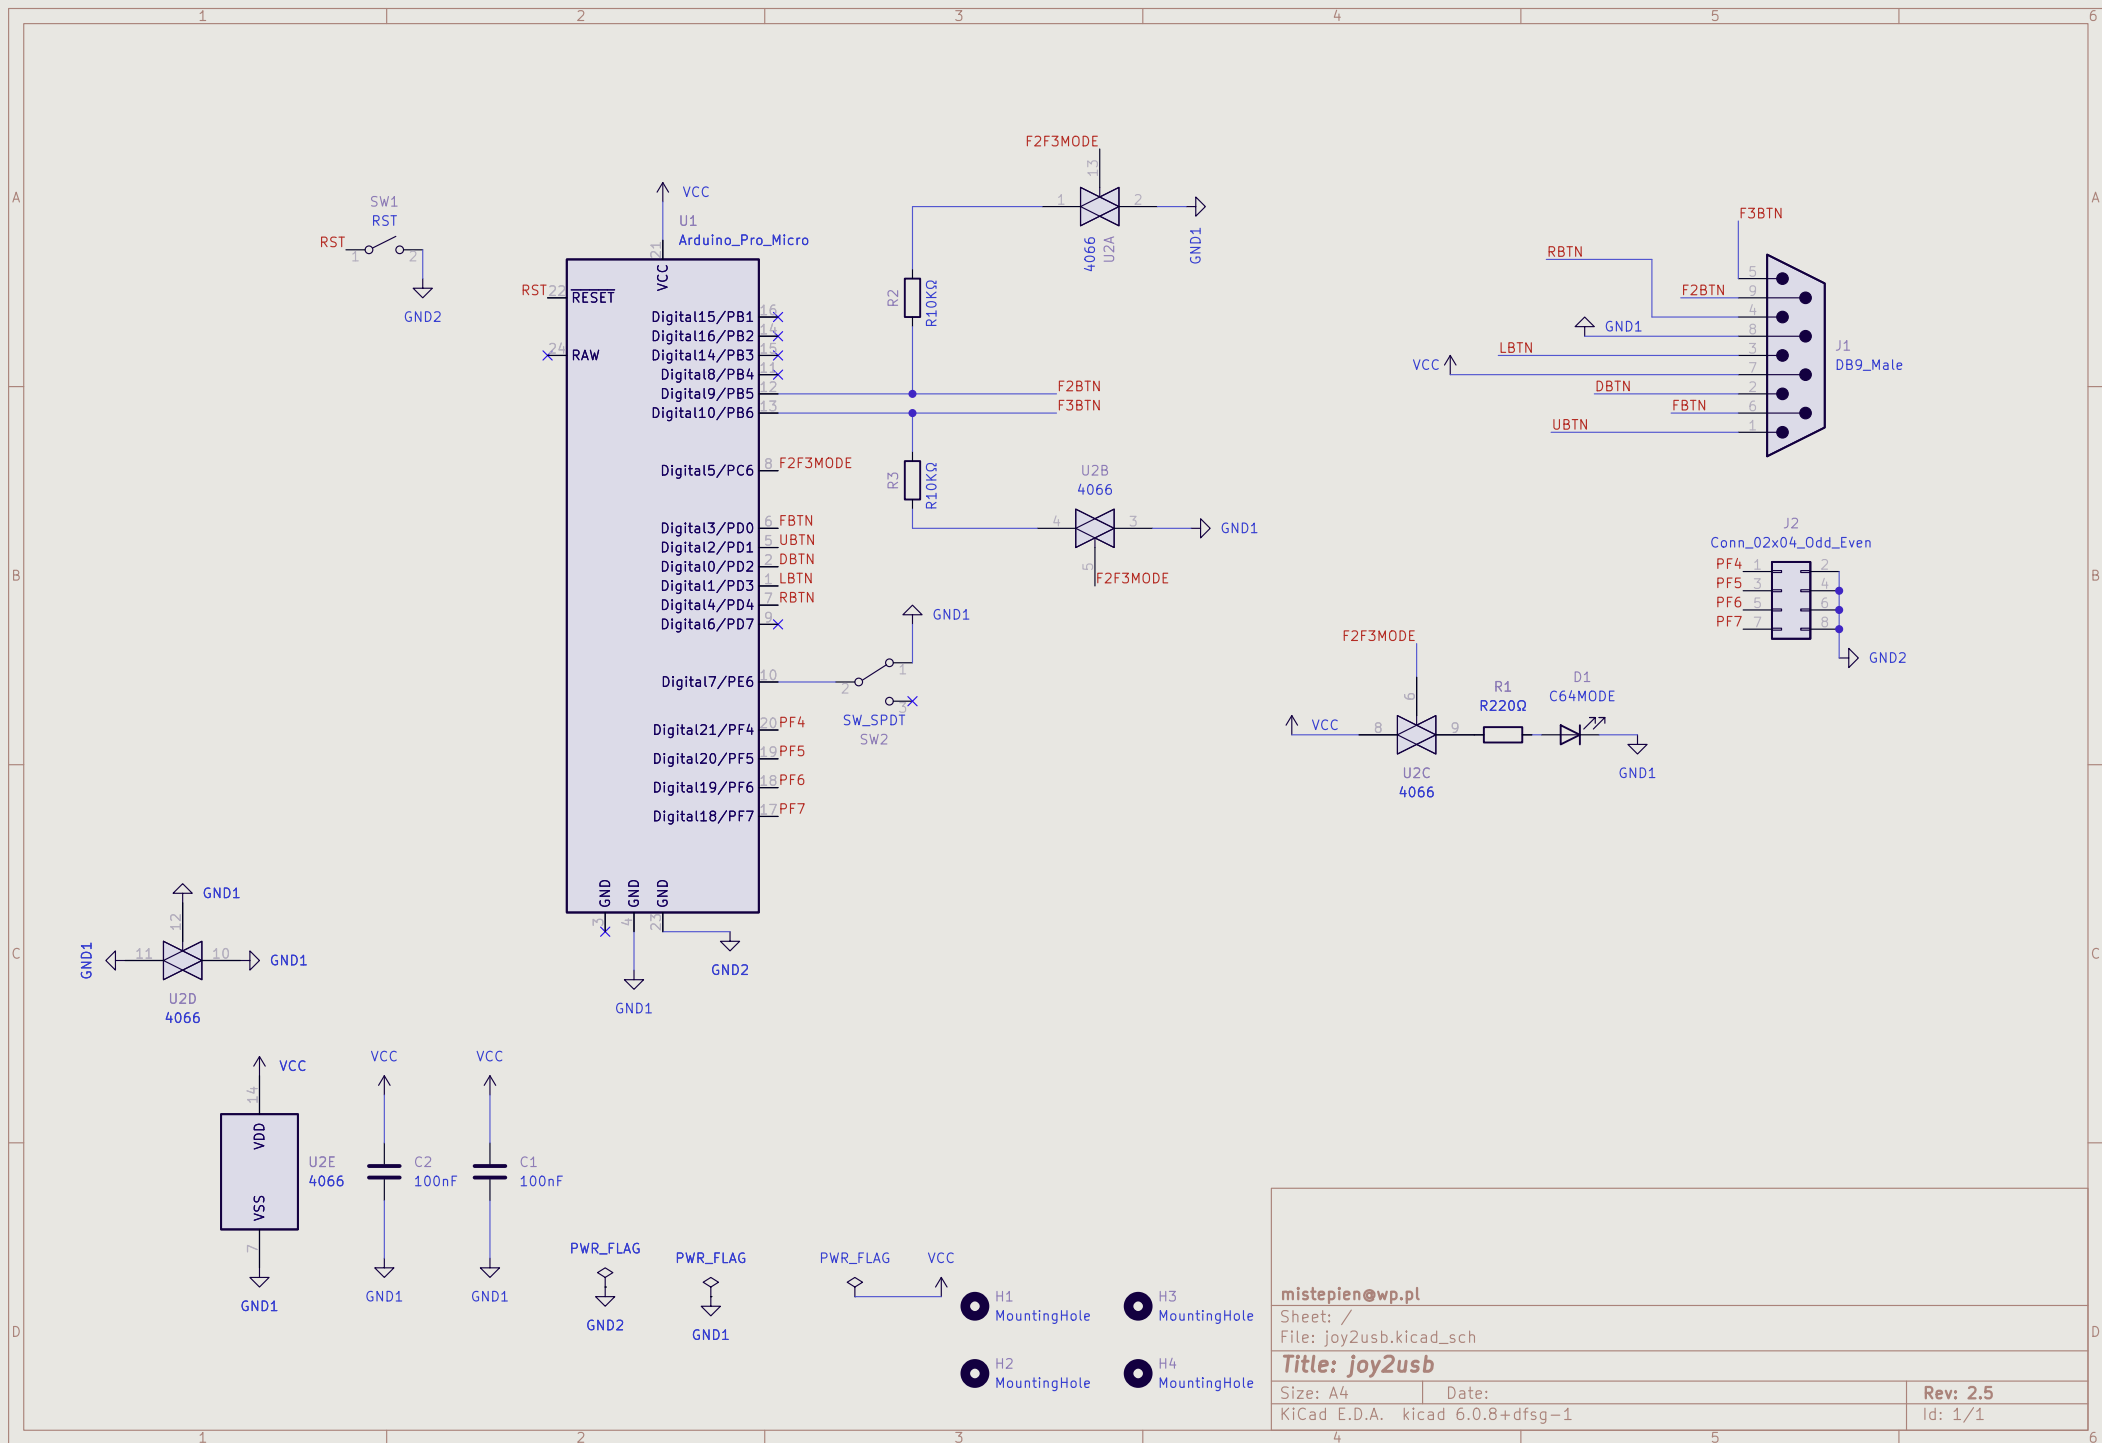 1 2 3 4 5 6
A
B
C
D
A
B
C
D
1 2 3 4 5 6
SW1
RST
RST
1 2
GND2
VCC
U1
Arduino_Pro_Micro
21
VCC
RST
22
RESET
24
RAW
Digital15/PB1 16
Digital16/PB2 14
Digital14/PB3 15
Digital8/PB4 11
Digital9/PB5 12
Digital10/PB6 13
Digital5/PC6 8 F2F3MODE
Digital3/PD0 6 FBTN
Digital2/PD1 5 UBTN
Digital0/PD2 2 DBTN
Digital1/PD3 1 LBTN
Digital4/PD4 7 RBTN
Digital6/PD7 9
Digital7/PE6 10
Digital21/PF4 20 PF4
Digital20/PF5 19 PF5
Digital19/PF6 18 PF6
Digital18/PF7 17 PF7
GND GND GND
3 4 23
GND2
GND1
F2F3MODE
13
1 2
4066
U2A
GND1
R2
R10KΩ
F2BTN
F3BTN
R3
R10KΩ
U2B
4066
4 3
GND1
5
F2F3MODE
GND1
1
2
3
SW_SPDT
SW2
F3BTN
RBTN
5
F2BTN 9
4
GND1 8
LBTN 3
VCC 7
DBTN 2
FBTN 6
UBTN 1
J1
DB9_Male
J2
Conn_02x04_Odd_Even
PF4 1 2
PF5 3 4
PF6 5 6
PF7 7 8
GND2
F2F3MODE
6
VCC
8 9
U2C
4066
R1
R220Ω
D1
C64MODE
GND1
GND1
12
GND1
11 10
GND1
U2D
4066
VCC
14
VDD
VSS
7
U2E
4066
GND1
VCC
C2
100nF
GND1
VCC
C1
100nF
GND1
PWR_FLAG
GND2
PWR_FLAG
GND1
PWR_FLAG VCC
H1
MountingHole
H3
MountingHole
H2
MountingHole
H4
MountingHole
mistepien@wp.pl
Sheet: /
File: joy2usb.kicad_sch
Title: joy2usb
Size: A4 Date: Rev: 2.5
KiCad E.D.A. kicad 6.0.8+dfsg-1 Id: 1/1